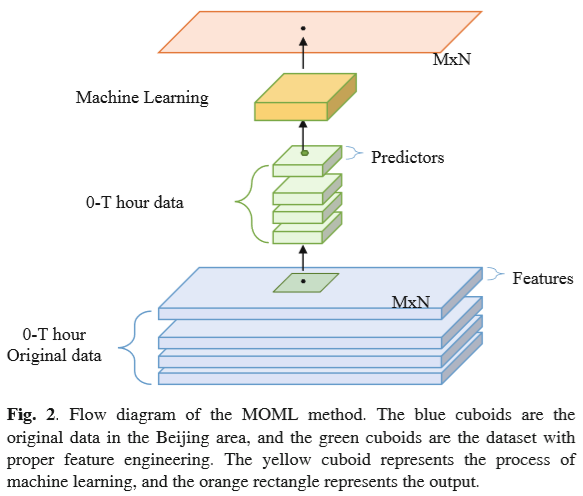 MxN
Machine Learning
Predictors
0-T hour data
Features
MxN
0-T hour
Original data
Fig. 2. Flow diagram of the MOML method. The blue cuboids are the
original data in the Beijing area, and the green cuboids are the dataset with
proper feature engineering. The yellow cuboid represents the process of
machine learning, and the orange rectangle represents the output.